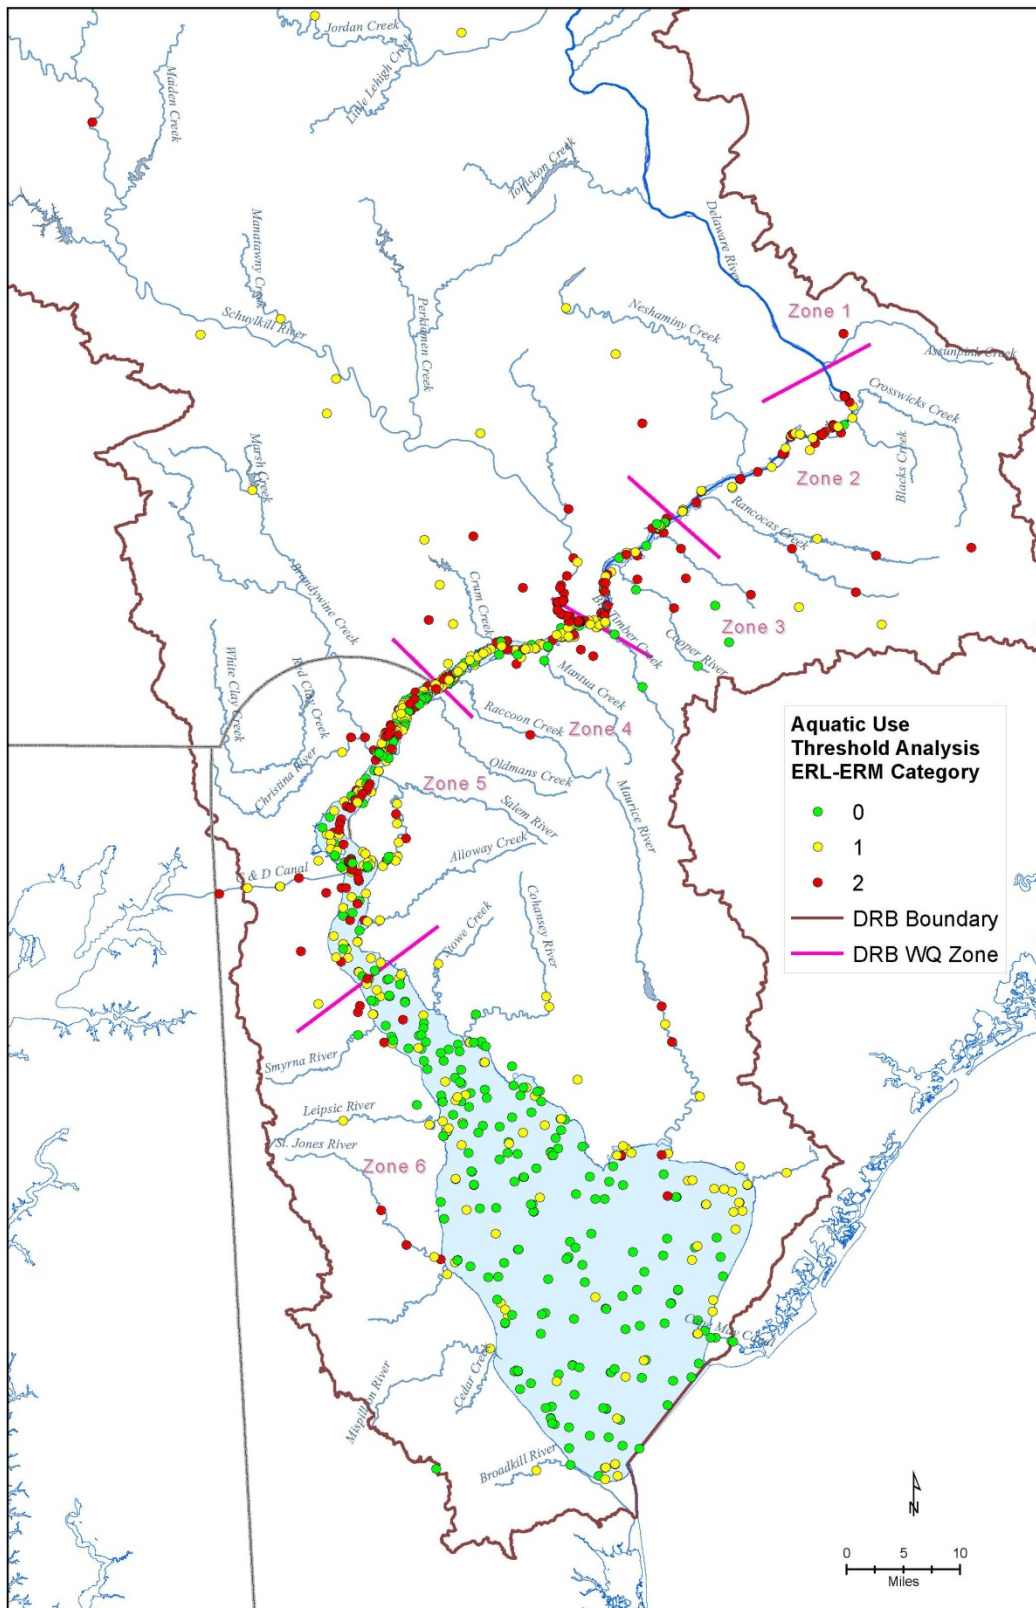 Jordan Creek
Little Lehigh Creek
Maiden Creek
Tohickon Creek
Delaware River
Manatawny Creek
Schuylkill River
Perkiomen Creek
Neshaminy Creek
Zone 1
Assunpink Creek
Crosswicks Creek
Blacks Creek
Zone 2
Marsh Creek
Rancocas Creek
Brandywine Creek
Crum Creek
Big Timber Creek
Zone 3
Cooper River
White Clay Creek
Red Clay Creek
Mantua Creek
Raccoon Creek
Zone 4
Oldmans Creek
Christina River
Zone 5
Salem River
Maurice River
Alloway Creek
C & D Canal
Cohansey River
Stowe Creek
Aquatic Use
Threshold Analysis
ERL-ERM Category
0
1
2
DRB Boundary
DRB WQ Zone
Smyrna River
Leipsic River
St. Jones River
Zone 6
Cape May Canal
Cedar Creek
Mispillion River
Broadkill River
N
0 5 10
Miles